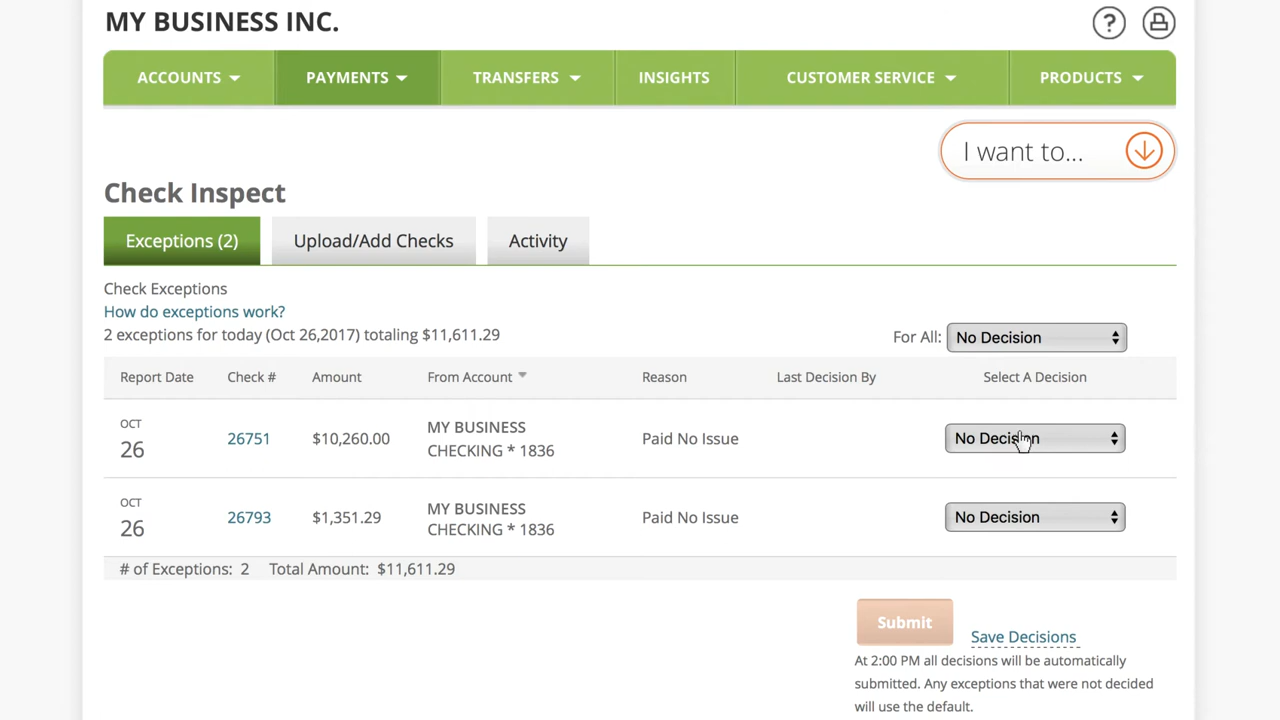 MY BUSINESS INC.
?
ACCOUNTS PAYMENTS TRANSFERS INSIGHTS CUSTOMER SERVICE PRODUCTS
I want to...
Check Inspect
Exceptions (2) Upload/Add Checks Activity
Check Exceptions
How do exceptions work?
2 exceptions for today (Oct 26,2017) totaling $11,611.29
For All: No Decision
Report Date Check # Amount From Account Reason Last Decision By Select A Decision
OCT
26 26751 $10,260.00 MY BUSINESS
CHECKING * 1836 Paid No Issue No Decision
OCT
26 26793 $1,351.29 MY BUSINESS
CHECKING * 1836 Paid No Issue No Decision
# of Exceptions: 2 Total Amount: $11,611.29
Submit Save Decisions
At 2:00 PM all decisions will be automatically
submitted. Any exceptions that were not decided
will use the default.